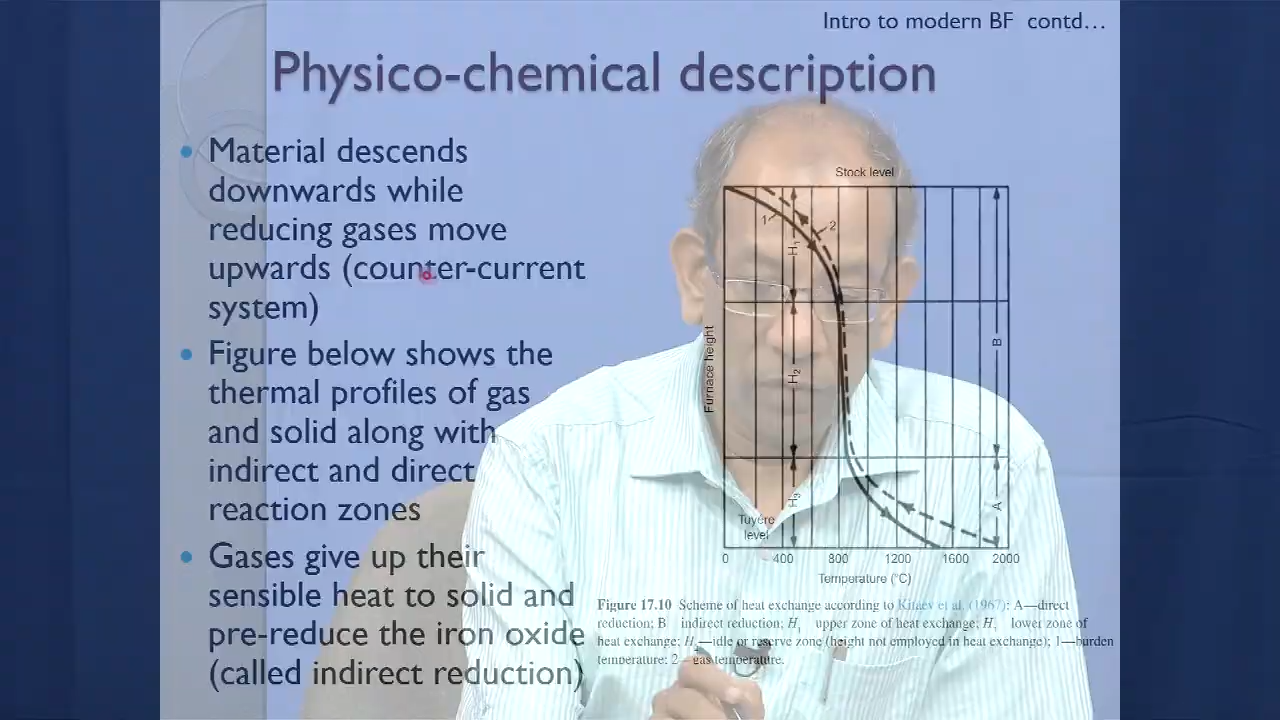 Intro to modern BF contd...
Physico-chemical description
• Material descends
downwards while
reducing gases move
upwards (counter-current
system)
• Figure below shows the
thermal profiles of gas
and solid along with
indirect and direct
reaction zones
• Gases give up their
sensible heat to solid and
pre-reduce the iron oxide
(called indirect reduction)
Stock level
1
2
H₁
Furnace height
H₂
B
H₃
A
Tuyére
level
0 400 800 1200 1600 2000
Temperature (°C)
Figure 17.10 Scheme of heat exchange according to Kitaev et al. (1967): A—direct
reduction; B indirect reduction; H upper zone of heat exchange; H lower zone of
heat exchange; H —idle or reserve zone (height not employed in heat exchange); 1—burden
temperature; 2—gas temperature.